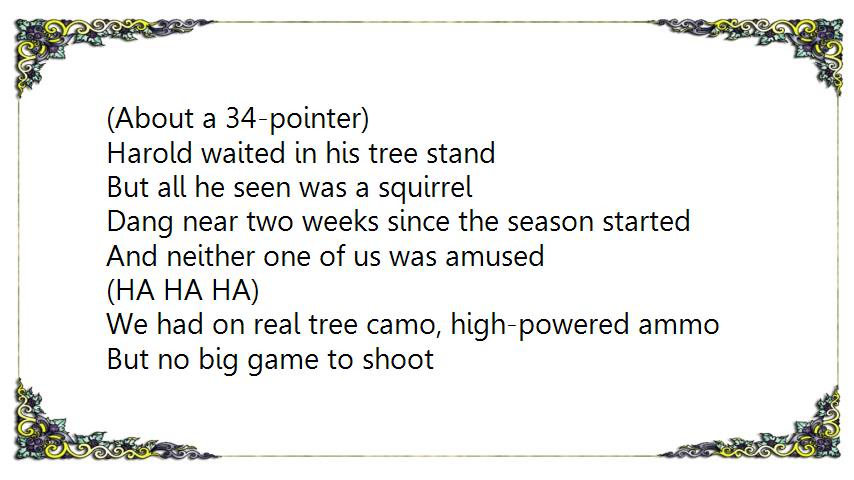 (About a 34-pointer)
Harold waited in his tree stand
But all he seen was a squirrel
Dang near two weeks since the season started
And neither one of us was amused
(HA HA HA)
We had on real tree camo, high-powered ammo
But no big game to shoot